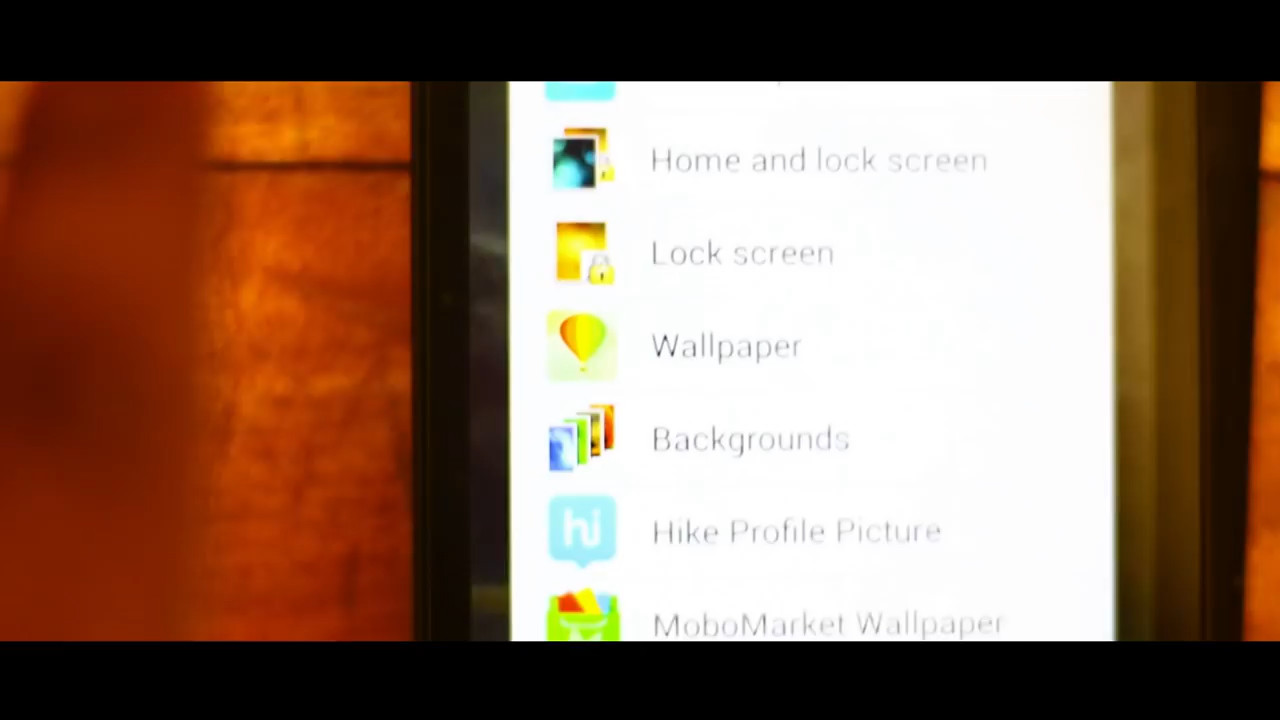 Home and lock screen
Lock screen
Wallpaper
Backgrounds
hi
Hike Profile Picture
MoboMarket Wallpaper